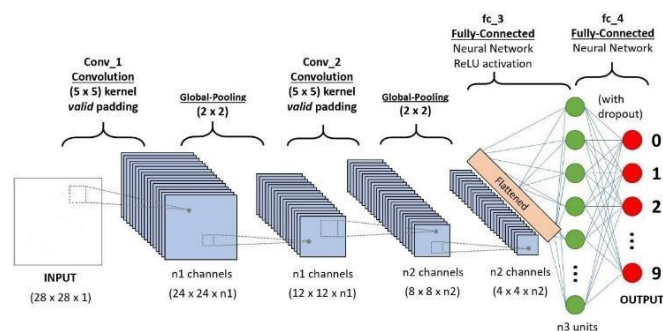 fc_3
Fully-Connected
Neural Network
ReLU activation
fc_4
Fully-Connected
Neural Network
Conv_1
Convolution
(5 x 5) kernel
valid padding
Global-Pooling
(2 x 2)
Conv_2
Convolution
(5 x 5) kernel
valid padding
Global-Pooling
(2 x 2)
(with
dropout)
Flattened
0
1
2
9
INPUT
(28 x 28 x 1)
n1 channels
(24 x 24 x n1)
n1 channels
(12 x 12 x n1)
n2 channels
(8 x 8 x n2)
n2 channels
(4 x 4 x n2)
OUTPUT
n3 units